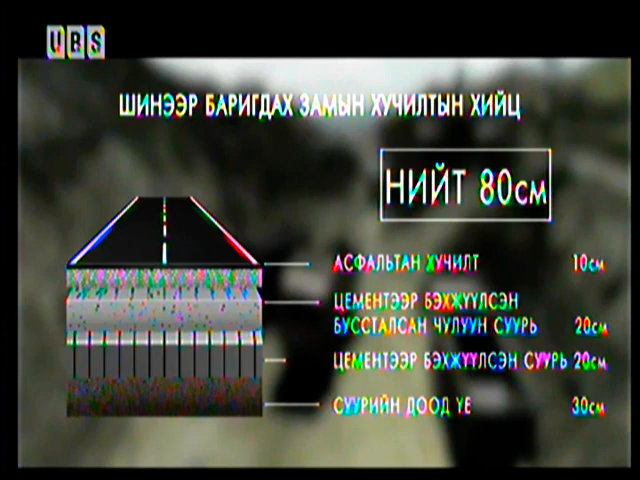 UBS
ШИНЭЭР БАРИГДАХ ЗАМЫН ХУЧИЛТЫН ХИЙЦ
НИЙТ 80см
АСФАЛЬТАН ХУЧИЛТ 10см
ЦЕМЕНТЭЭР БЭХЖҮҮЛСЭН
БУССТАЛСАН ЧУЛУУН СУУРЬ 20см
ЦЕМЕНТЭЭР БЭХЖҮҮЛСЭН СУУРЬ 20см
СУУРИЙН ДООД ҮЕ 30см